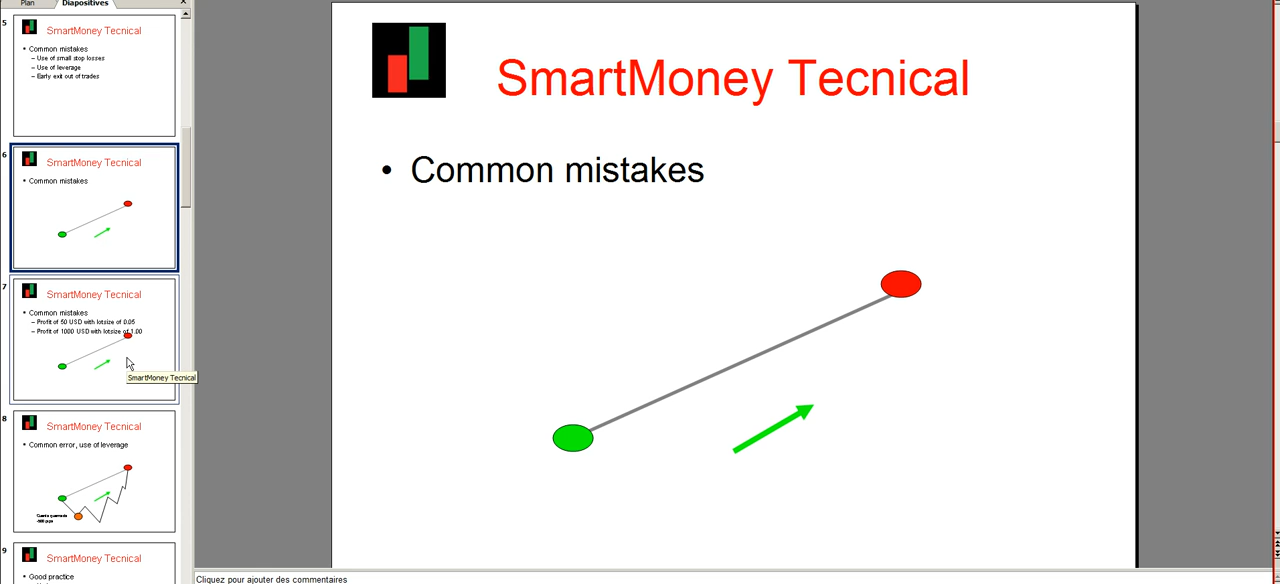 Plan
Diapositives
5
SmartMoney Tecnical
• Common mistakes
– Use of small stop losses
– Use of leverage
– Early exit out of trades
6
SmartMoney Tecnical
• Common mistakes
7
SmartMoney Tecnical
• Common mistakes
– Profit of 50 USD with lotsize of 0.05
– Profit of 1000 USD with lotsize of 1.00
SmartMoney Tecnical
8
SmartMoney Tecnical
• Common error, use of leverage
9
SmartMoney Tecnical
• Good practice
SmartMoney Tecnical
• Common mistakes
Cliquez pour ajouter des commentaires